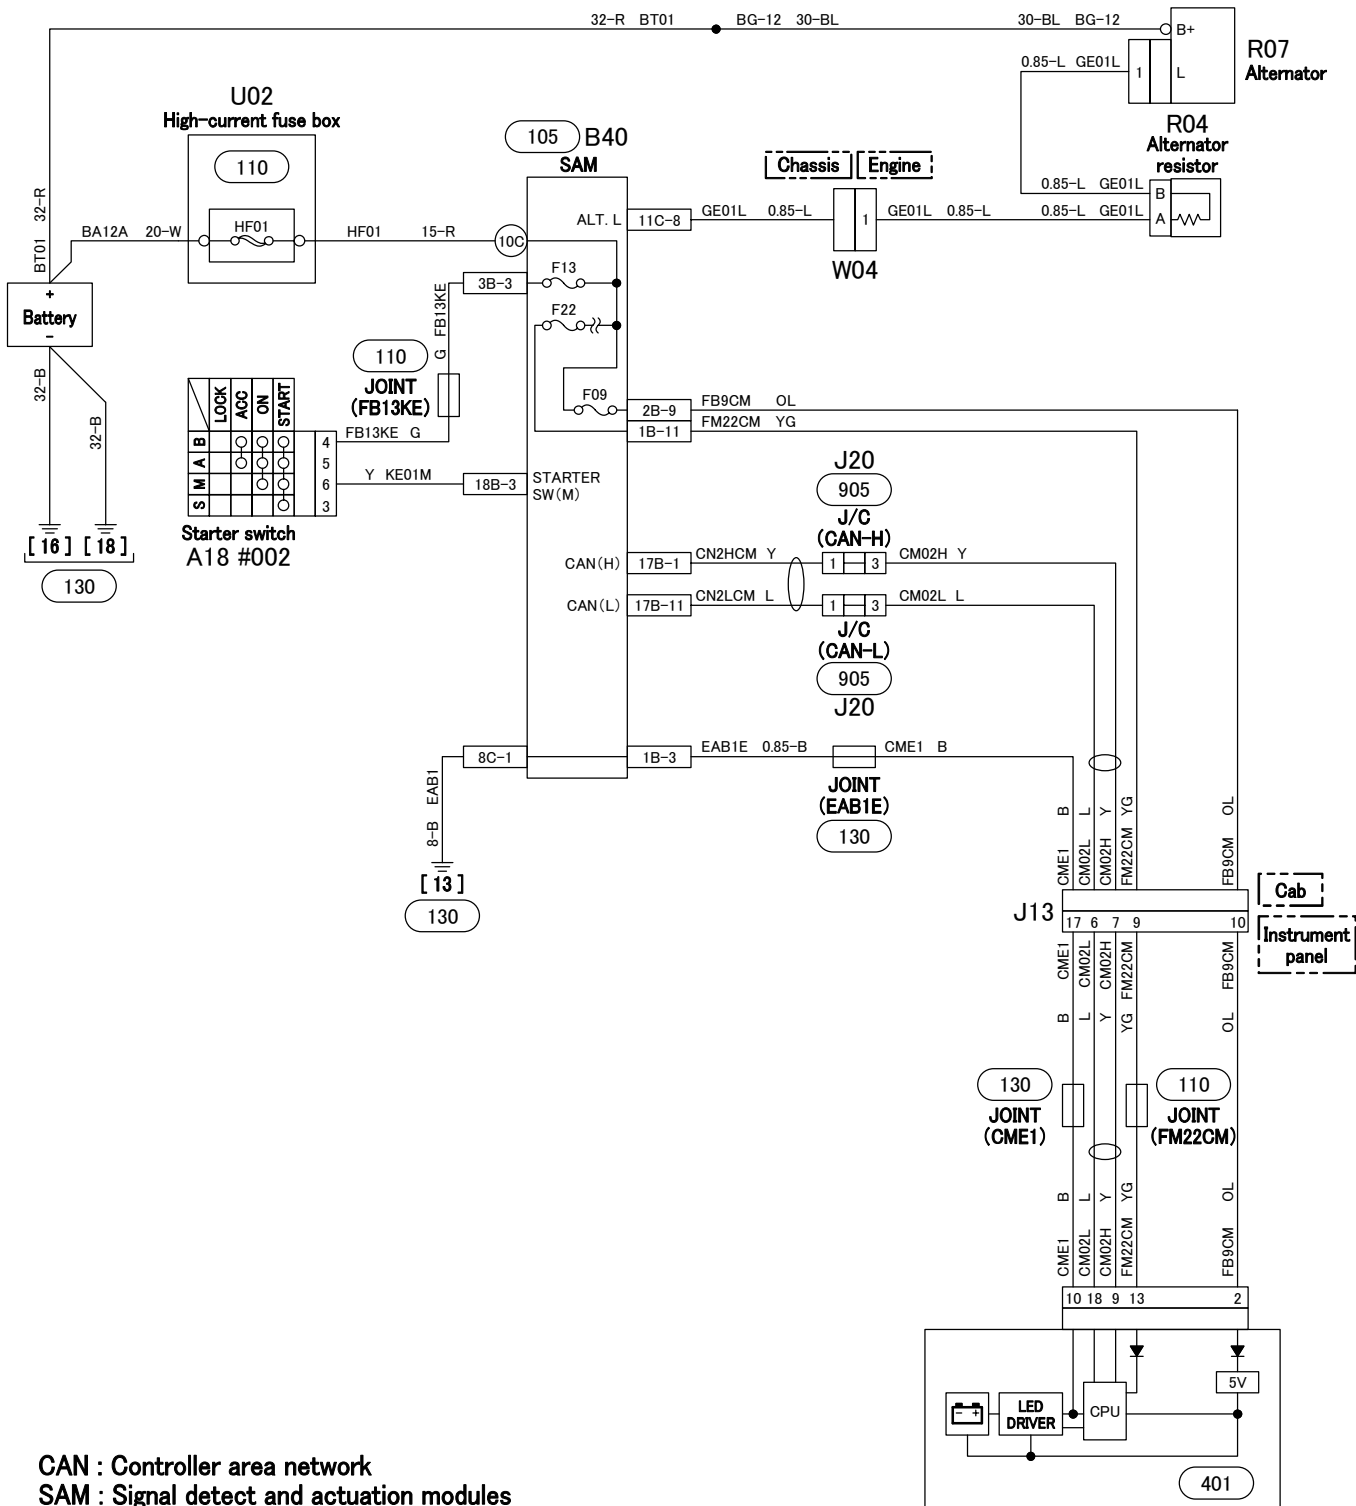 32-R BT01 BG-12 30-BL 30-BL BG-12
B+
R07
Alternator
0.85-L GE01L 1 L
U02
High-current fuse box
110
105 B40
SAM
Chassis Engine
R04
Alternator
resistor
0.85-L GE01L B
ALT. L 11C-8 GE01L 0.85-L 1 GE01L 0.85-L 0.85-L GE01L A
W04
BT01 32-R
BA12A 20-W HF01 HF01 15-R 10C
3B-3 F13
F22
G FB13KE
+
Battery
-
32-B
32-B
110
JOINT
(FB13KE)
F09
2B-9 FB9CM OL
1B-11 FM22CM YG
LOCK ACC ON START
B 4 FB13KE G
A 5
M 6 Y KE01M 18B-3 STARTER
SW(M)
S 3
Starter switch
A18 #002
[16] [18]
130
J20
905
J/C
(CAN-H)
CAN(H) 17B-1 CN2HCM Y 1 3 CM02H Y
CAN(L) 17B-11 CN2LCM L 1 3 CM02L L
J/C
(CAN-L)
905
J20
8C-1 1B-3 EAB1E 0.85-B CME1 B
JOINT
(EAB1E)
130
8-B EAB1
[13]
130
B L Y YG OL
CME1 CM02L CM02H FM22CM FB9CM
Cab
J13
17 6 7 9 10
Instrument
panel
CME1 CM02L CM02H FM22CM FB9CM
B L Y YG OL
130
JOINT
(CME1)
110
JOINT
(FM22CM)
B L Y YG OL
CME1 CM02L CM02H FM22CM FB9CM
10 18 9 13 2
5V
- +
LED
DRIVER
CPU
401
CAN : Controller area network
SAM : Signal detect and actuation modules